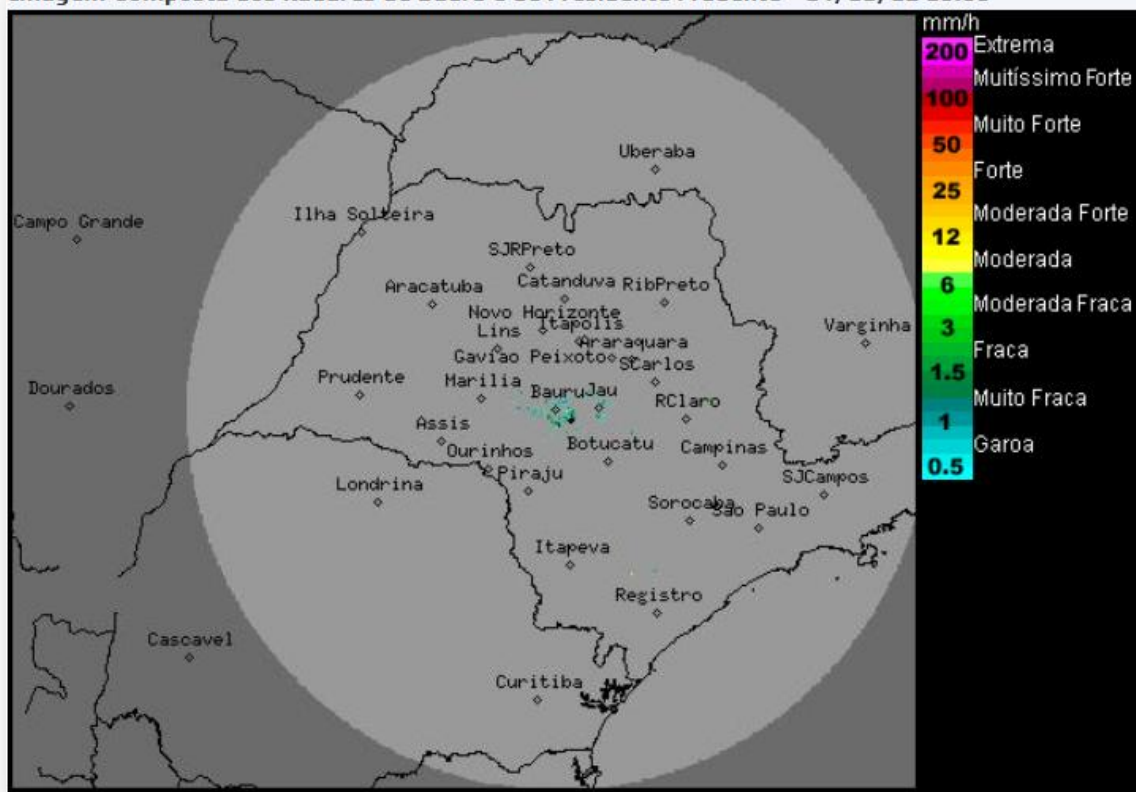 mm/h
200 Extrema
Muitíssimo Forte
100
Muito Forte
50
Forte
25
Moderada Forte
12
Moderada
6
Moderada Fraca
3
Fraca
1.5
Muito Fraca
1
Garoa
0.5
Uberaba
Ilha Solteira
Campo Grande
SJRPreto
Catanduva
RibPreto
Aracatuba
Novo Horizonte
Itapolis
Lins
Varginha
Araraquara
Gaviao Peixoto
SCarlos
Prudente
Marilia
Dourados
Bauru
Jau
RClaro
Assis
Botucatu
Campinas
Ourinhos
Piraju
Londrina
SJCampos
Sorocaba
Sao Paulo
Itapeva
Registro
Cascavel
Curitiba